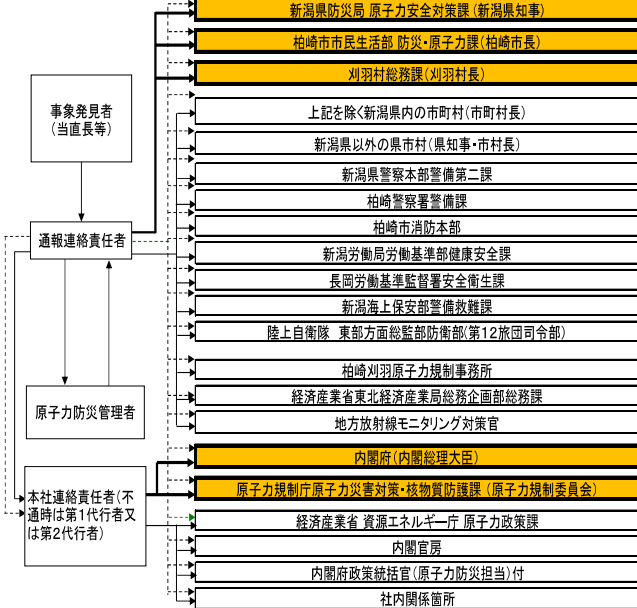 新潟県防災局 原子力安全対策課（新潟県知事）
柏崎市市民生活部 防災・原子力課（柏崎市長）
刈羽村総務課（刈羽村長）
事象発見者
（当直長等）
上記を除く新潟県内の市町村（市町村長）
新潟県以外の県市村（県知事・市村長）
新潟県警察本部警備第二課
柏崎警察署警備課
柏崎市消防本部
通報連絡責任者
新潟労働局労働基準部健康安全課
長岡労働基準監督署安全衛生課
新潟海上保安部警備救難課
陸上自衛隊 東部方面総監部防衛部（第12旅団司令部）
柏崎刈羽原子力規制事務所
経済産業省東北経済産業局総務企画部総務課
地方放射線モニタリング対策官
原子力防災管理者
内閣府（内閣総理大臣）
原子力規制庁原子力災害対策・核物質防護課（原子力規制委員会）
本社連絡責任者（不
通時は第1代行者又
は第2代行者）
経済産業省 資源エネルギー庁 原子力政策課
内閣官房
内閣府政策統括官（原子力防災担当）付
社内関係箇所